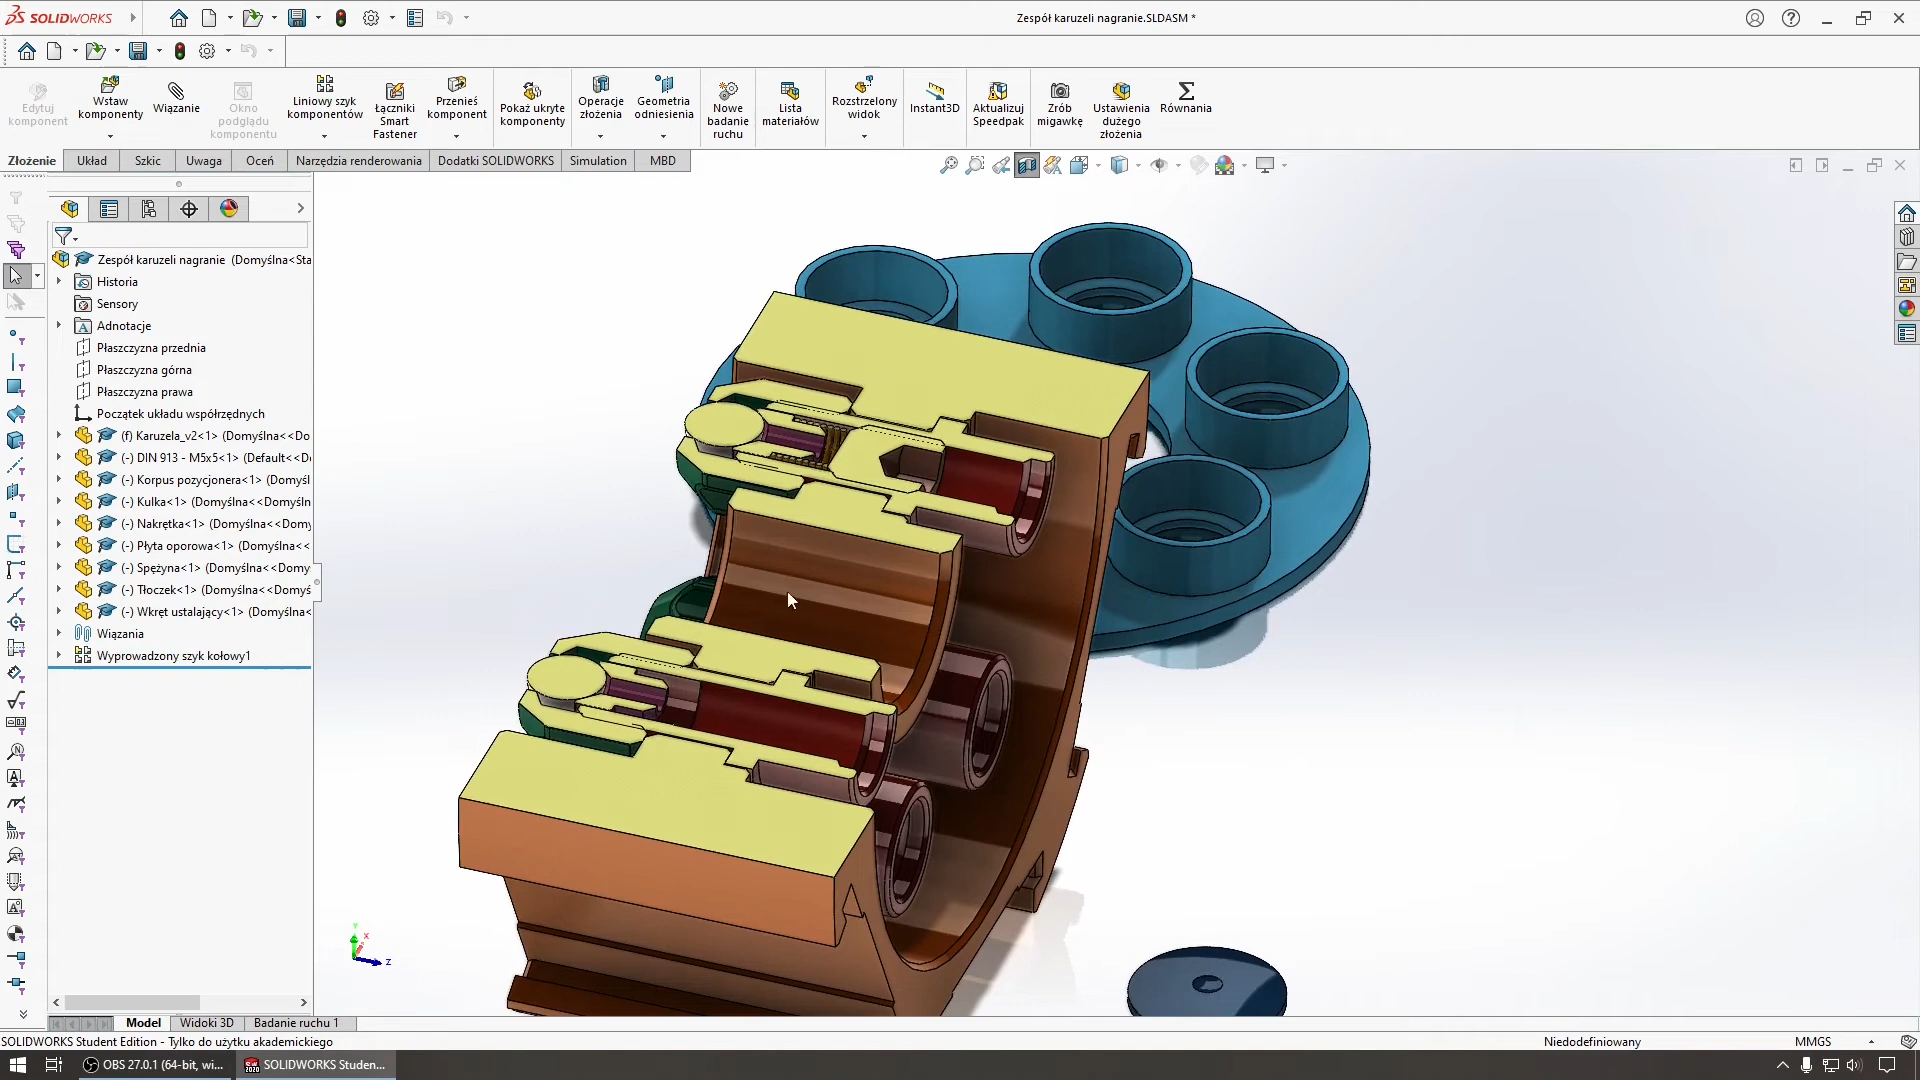 SOLIDWORKS
Zespół karuzeli nagranie.SLDASM *
Edytuj komponent
Wstaw komponenty
Wiązanie
Okno podglądu komponentu
Liniowy szyk komponentów
Łączniki Smart Fastener
Przenieś komponent
Pokaż ukryte komponenty
Operacje złożenia
Geometria odniesienia
Nowe badanie ruchu
Lista materiałów
Rozstrzelony widok
Instant3D
Aktualizuj Speedpak
Zrób migawkę
Ustawienia dużego złożenia
Równania
Złożenie
Układ
Szkic
Uwaga
Oceń
Narzędzia renderowania
Dodatki SOLIDWORKS
Simulation
MBD
Zespół karuzeli nagranie (Domyślna<Sta
Historia
Sensory
Adnotacje
Płaszczyzna przednia
Płaszczyzna górna
Płaszczyzna prawa
Początek układu współrzędnych
(f) Karuzela_v2<1> (Domyślna<<Do
(-) DIN 913 - M5x5<1> (Default<<D
(-) Korpus pozycjonera<1> (Domyśl
(-) Kulka<1> (Domyślna<<Domyśln
(-) Nakrętka<1> (Domyślna<<Domy
(-) Płyta oporowa<1> (Domyślna<<
(-) Spężyna<1> (Domyślna<<Domy
(-) Tłoczek<1> (Domyślna<<Domyś
(-) Wkręt ustalający<1> (Domyślna<
Wiązania
Wyprowadzony szyk kołowy1
Y
X
Z
Model
Widoki 3D
Badanie ruchu 1
SOLIDWORKS Student Edition - Tylko do użytku akademickiego
Niedodefiniowany
MMGS
OBS 27.0.1 (64-bit, wi...
SOLIDWORKS Studen...